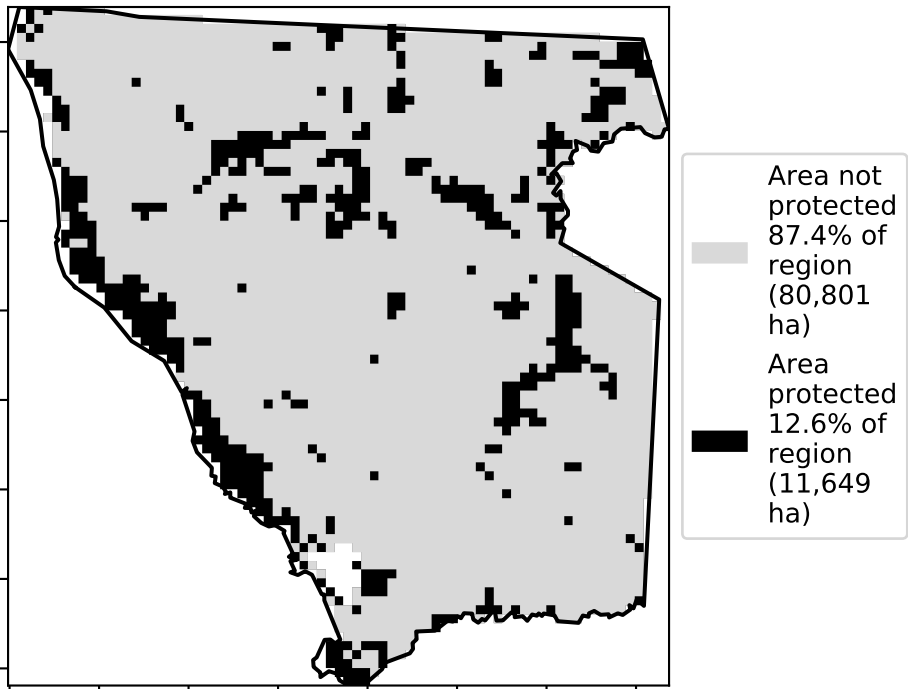 Area not
protected
87.4% of
region
(80,801
ha)
Area
protected
12.6% of
region
(11,649
ha)